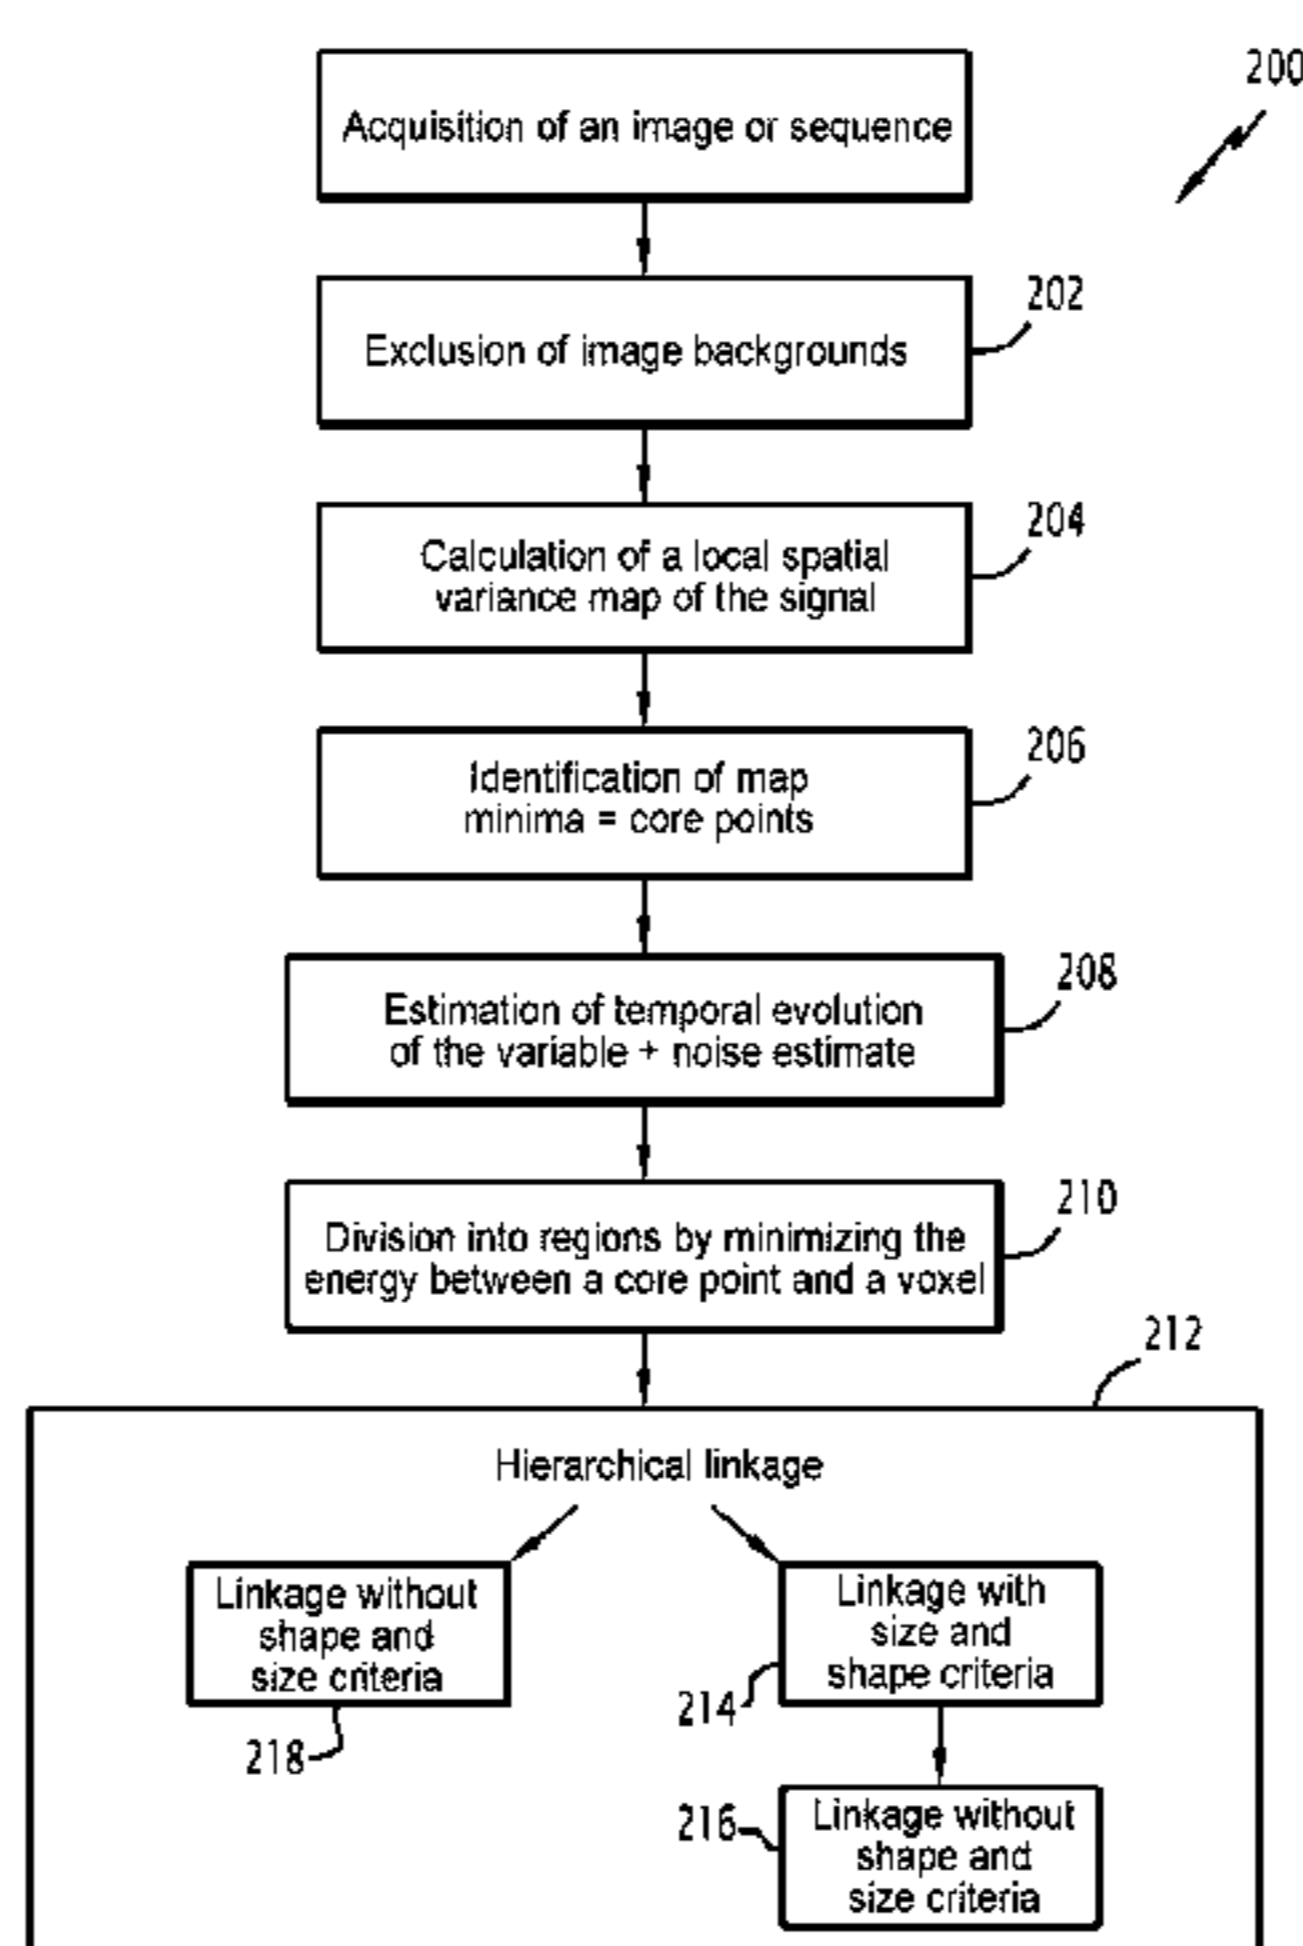 200
Acquisition of an image or sequence
202
Exclusion of image backgrounds
204
Calculation of a local spatial
variance map of the signal
206
Identification of map
minima = core points
208
Estimation of temporal evolution
of the variable + noise estimate
210
Division into regions by minimizing the
energy between a core point and a voxel
212
Hierarchical linkage
Linkage without
shape and
size criteria
218
Linkage with
size and
shape criteria
214
Linkage without
shape and
size criteria
216